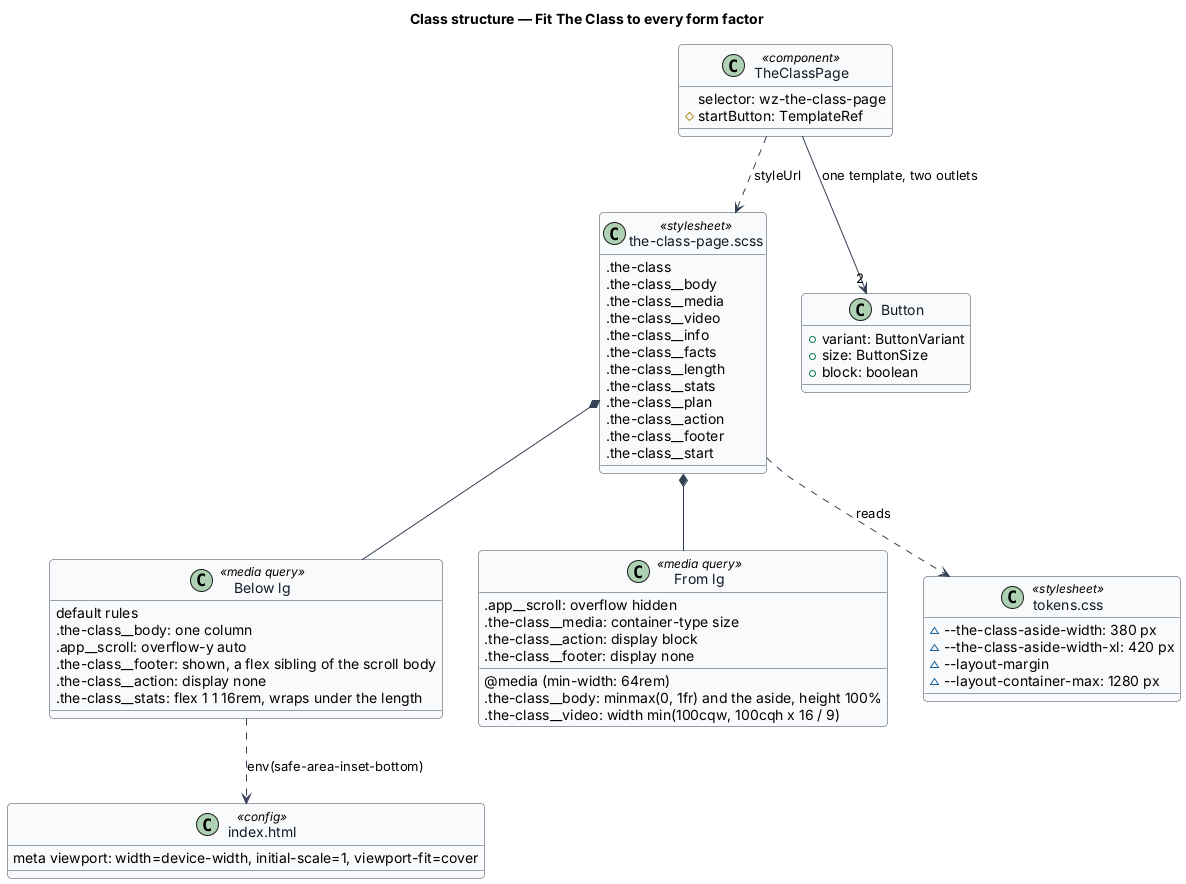 Class structure — Fit The Class to every form factor
«component»
C TheClassPage
selector: wz-the-class-page
startButton: TemplateRef
styleUrl
one template, two outlets
2
«stylesheet»
C the-class-page.scss
.the-class
.the-class__body
.the-class__media
.the-class__video
.the-class__info
.the-class__facts
.the-class__length
.the-class__stats
.the-class__plan
.the-class__action
.the-class__footer
.the-class__start
C Button
variant: ButtonVariant
size: ButtonSize
block: boolean
reads
«media query»
C Below lg
default rules
.the-class__body: one column
.app__scroll: overflow-y auto
.the-class__footer: shown, a flex sibling of the scroll body
.the-class__action: display none
.the-class__stats: flex 1 1 16rem, wraps under the length
«media query»
C From lg
.app__scroll: overflow hidden
.the-class__media: container-type size
.the-class__action: display block
.the-class__footer: display none
@media (min-width: 64rem)
.the-class__body: minmax(0, 1fr) and the aside, height 100%
.the-class__video: width min(100cqw, 100cqh x 16 / 9)
«stylesheet»
C tokens.css
--the-class-aside-width: 380 px
--the-class-aside-width-xl: 420 px
--layout-margin
--layout-container-max: 1280 px
env(safe-area-inset-bottom)
«config»
C index.html
meta viewport: width=device-width, initial-scale=1, viewport-fit=cover